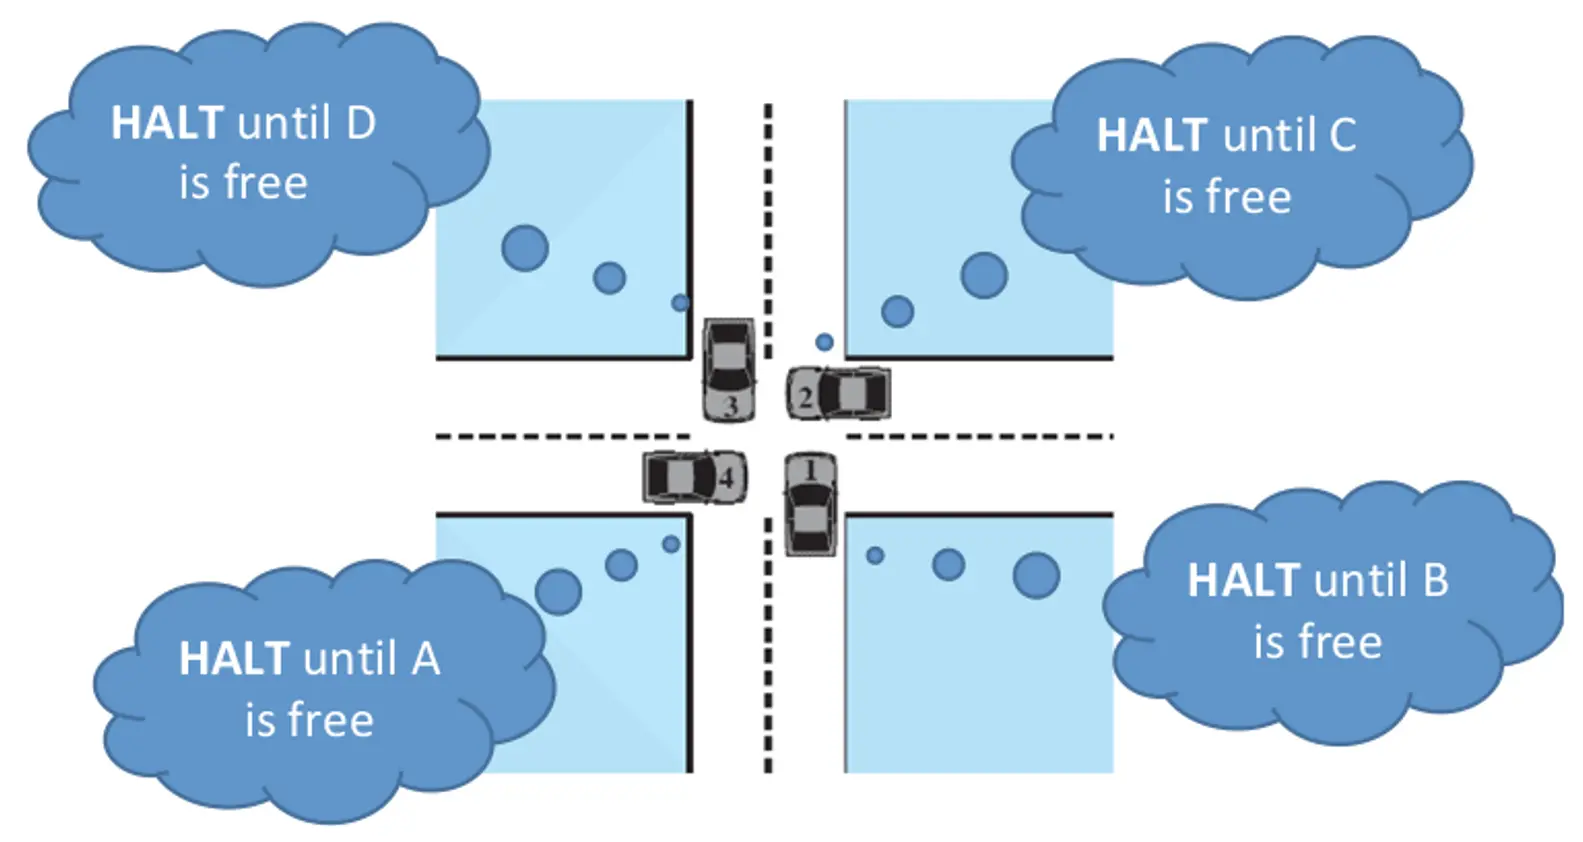 HALT until D
is free
HALT until C
is free
3
2
4
1
HALT until A
is free
HALT until B
is free